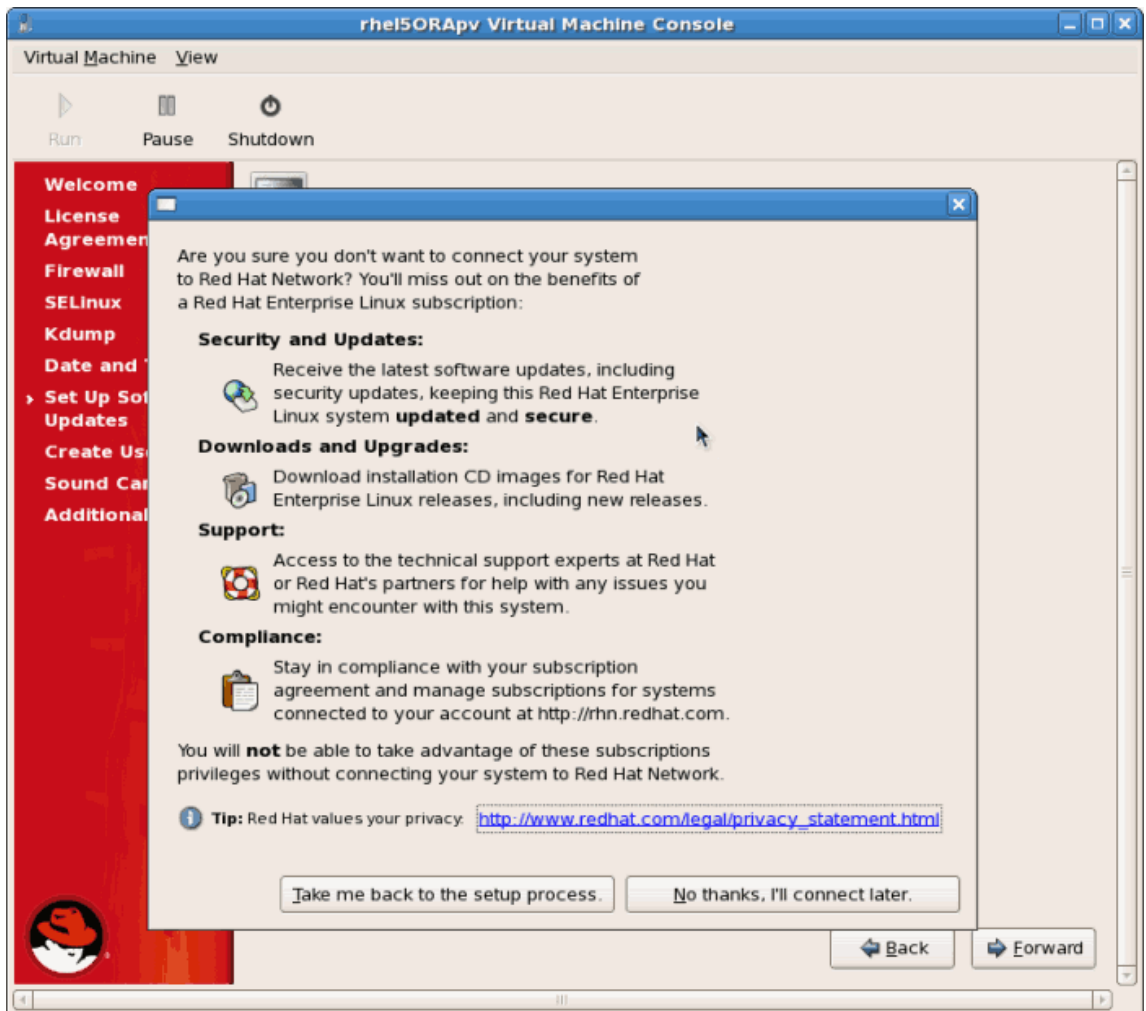 rhel5ORApv Virtual Machine Console
Virtual Machine View
Run Pause Shutdown
Welcome
License
Agreemen
Firewall
SELinux
Kdump
Date and
Set Up Sof
Updates
Create Us
Sound Car
Additional
Are you sure you don't want to connect your system
to Red Hat Network? You'll miss out on the benefits of
a Red Hat Enterprise Linux subscription:
Security and Updates:
Receive the latest software updates, including
security updates, keeping this Red Hat Enterprise
Linux system updated and secure.
Downloads and Upgrades:
Download installation CD images for Red Hat
Enterprise Linux releases, including new releases.
Support:
Access to the technical support experts at Red Hat
or Red Hat's partners for help with any issues you
might encounter with this system.
Compliance:
Stay in compliance with your subscription
agreement and manage subscriptions for systems
connected to your account at http://rhn.redhat.com.
You will not be able to take advantage of these subscriptions
privileges without connecting your system to Red Hat Network.
Tip: Red Hat values your privacy: http://www.redhat.com/legal/privacy_statement.html
Take me back to the setup process. No thanks, I'll connect later.
Back Forward